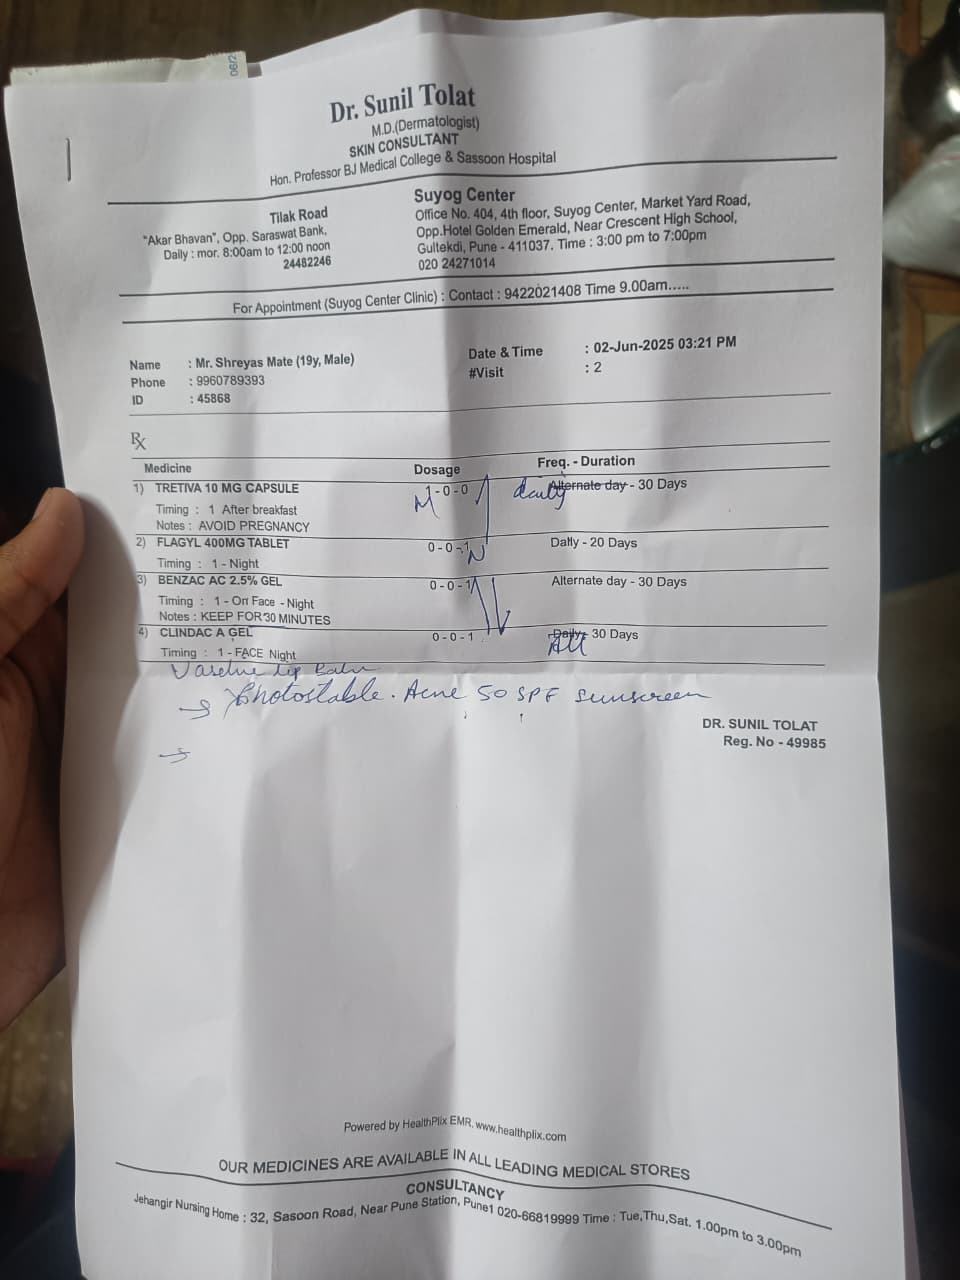 06/2
Dr. Sunil Tolat
M.D.(Dermatologist)
SKIN CONSULTANT
Hon. Professor BJ Medical College & Sassoon Hospital
Tilak Road
"Akar Bhavan", Opp. Saraswat Bank,
Daily : mor. 8:00am to 12:00 noon
24482246
Suyog Center
Office No. 404, 4th floor, Suyog Center, Market Yard Road,
Opp.Hotel Golden Emerald, Near Crescent High School,
Gultekdi, Pune - 411037. Time : 3:00 pm to 7:00pm
020 24271014
For Appointment (Suyog Center Clinic) : Contact : 9422021408 Time 9.00am.....
Name : Mr. Shreyas Mate (19y, Male) Date & Time : 02-Jun-2025 03:21 PM
Phone : 9960789393 #Visit : 2
ID : 45868
Rx
Medicine Dosage Freq. - Duration
1) TRETIVA 10 MG CAPSULE M 1-0-0 daily Alternate day - 30 Days
Timing : 1 After breakfast
Notes : AVOID PREGNANCY
2) FLAGYL 400MG TABLET 0-0-1 N Daily - 20 Days
Timing : 1 - Night
3) BENZAC AC 2.5% GEL 0-0-1 Alternate day - 30 Days
Timing : 1 - On Face - Night
Notes : KEEP FOR 30 MINUTES
4) CLINDAC A GEL 0-0-1 Daily - 30 Days
Alt
Timing : 1 - FACE Night
Vaseline lip Balm
→ Photostable. Acne 50 SPF sunscreen
→
DR. SUNIL TOLAT
Reg. No - 49985
Powered by HealthPlix EMR. www.healthplix.com
OUR MEDICINES ARE AVAILABLE IN ALL LEADING MEDICAL STORES
CONSULTANCY
Jehangir Nursing Home : 32, Sasoon Road, Near Pune Station, Pune1 020-66819999 Time : Tue,Thu,Sat. 1.00pm to 3.00pm